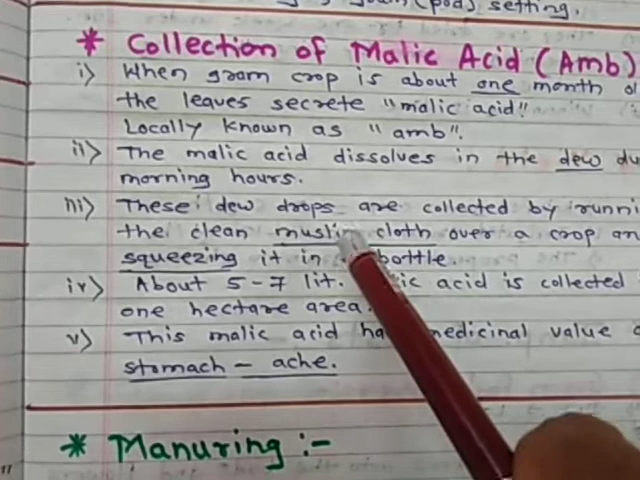 (pod) setting.
* Collection of Malic Acid (Amb)
i) When gram crop is about one month
the leaves secrete "malic acid".
Locally known as "amb".
ii) The malic acid dissolves in the dew
morning hours.
iii) These dew drops are collected by
the clean muslin cloth over a crop
squeezing it in bottle.
iv) About 5-7 lit. acid is collected
one hectare area.
v) This malic acid medicinal value
stomach - ache.
* Manuring :-